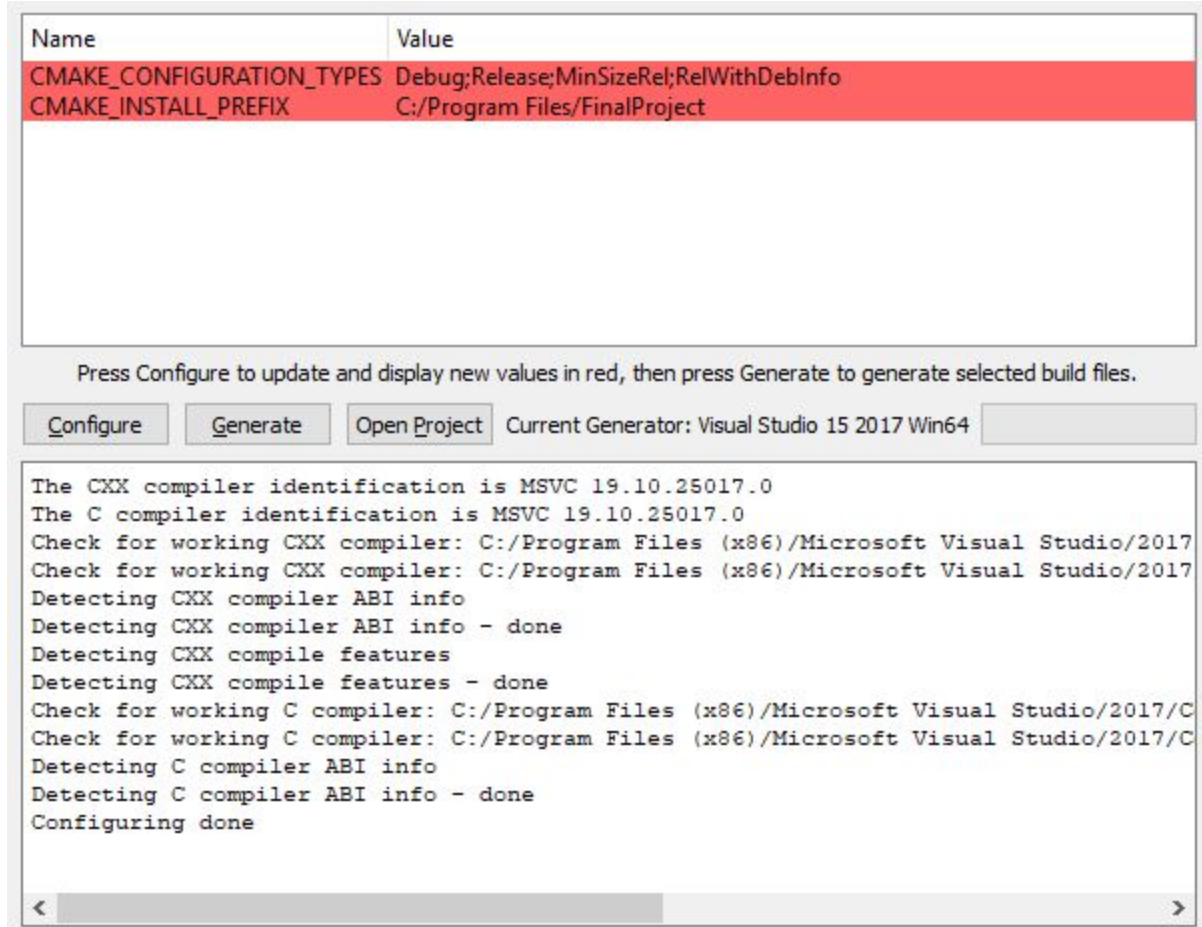 Name Value
CMAKE_CONFIGURATION_TYPES Debug;Release;MinSizeRel;RelWithDebInfo
CMAKE_INSTALL_PREFIX C:/Program Files/FinalProject
Press Configure to update and display new values in red, then press Generate to generate selected build files.
Configure Generate Open Project Current Generator: Visual Studio 15 2017 Win64
The CXX compiler identification is MSVC 19.10.25017.0
The C compiler identification is MSVC 19.10.25017.0
Check for working CXX compiler: C:/Program Files (x86)/Microsoft Visual Studio/2017
Check for working CXX compiler: C:/Program Files (x86)/Microsoft Visual Studio/2017
Detecting CXX compiler ABI info
Detecting CXX compiler ABI info - done
Detecting CXX compile features
Detecting CXX compile features - done
Check for working C compiler: C:/Program Files (x86)/Microsoft Visual Studio/2017/C
Check for working C compiler: C:/Program Files (x86)/Microsoft Visual Studio/2017/C
Detecting C compiler ABI info
Detecting C compiler ABI info - done
Configuring done